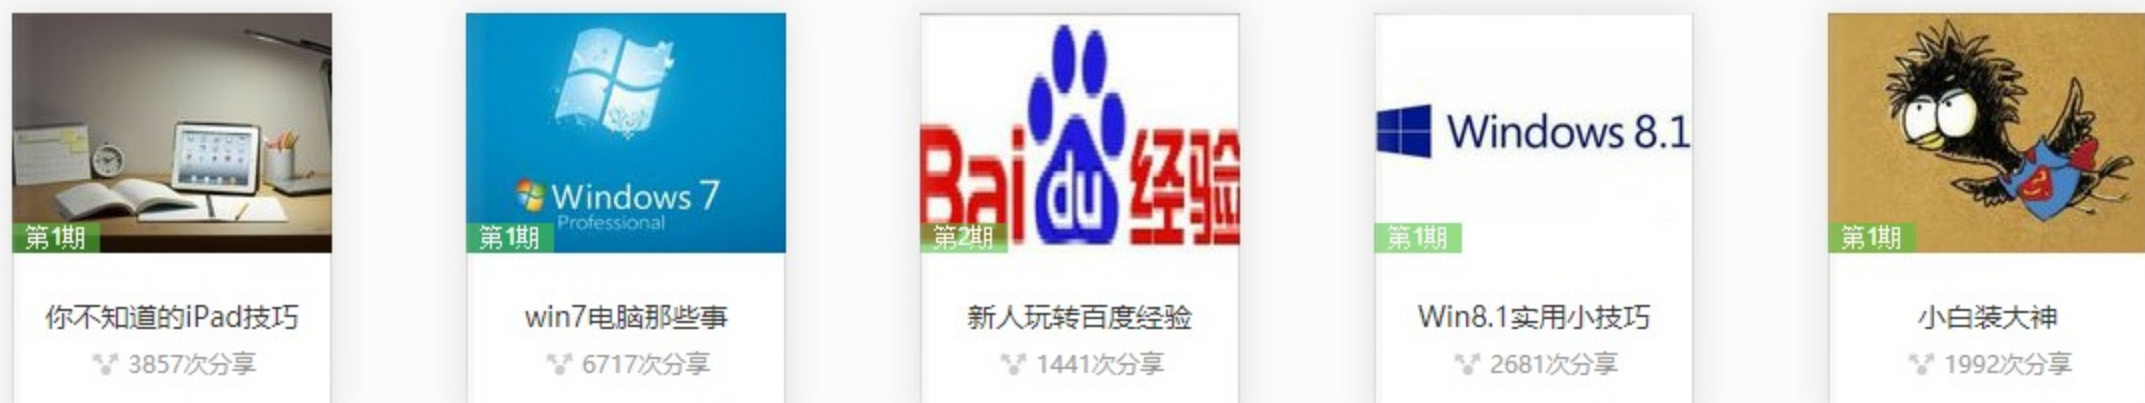 Windows 7
Professional
第1期
你不知道的iPad技巧
3857次分享
第1期
win7电脑那些事
6717次分享
Bai du 经验
第2期
新人玩转百度经验
1441次分享
Windows 8.1
第1期
Win8.1实用小技巧
2681次分享
第1期
小白装大神
1992次分享